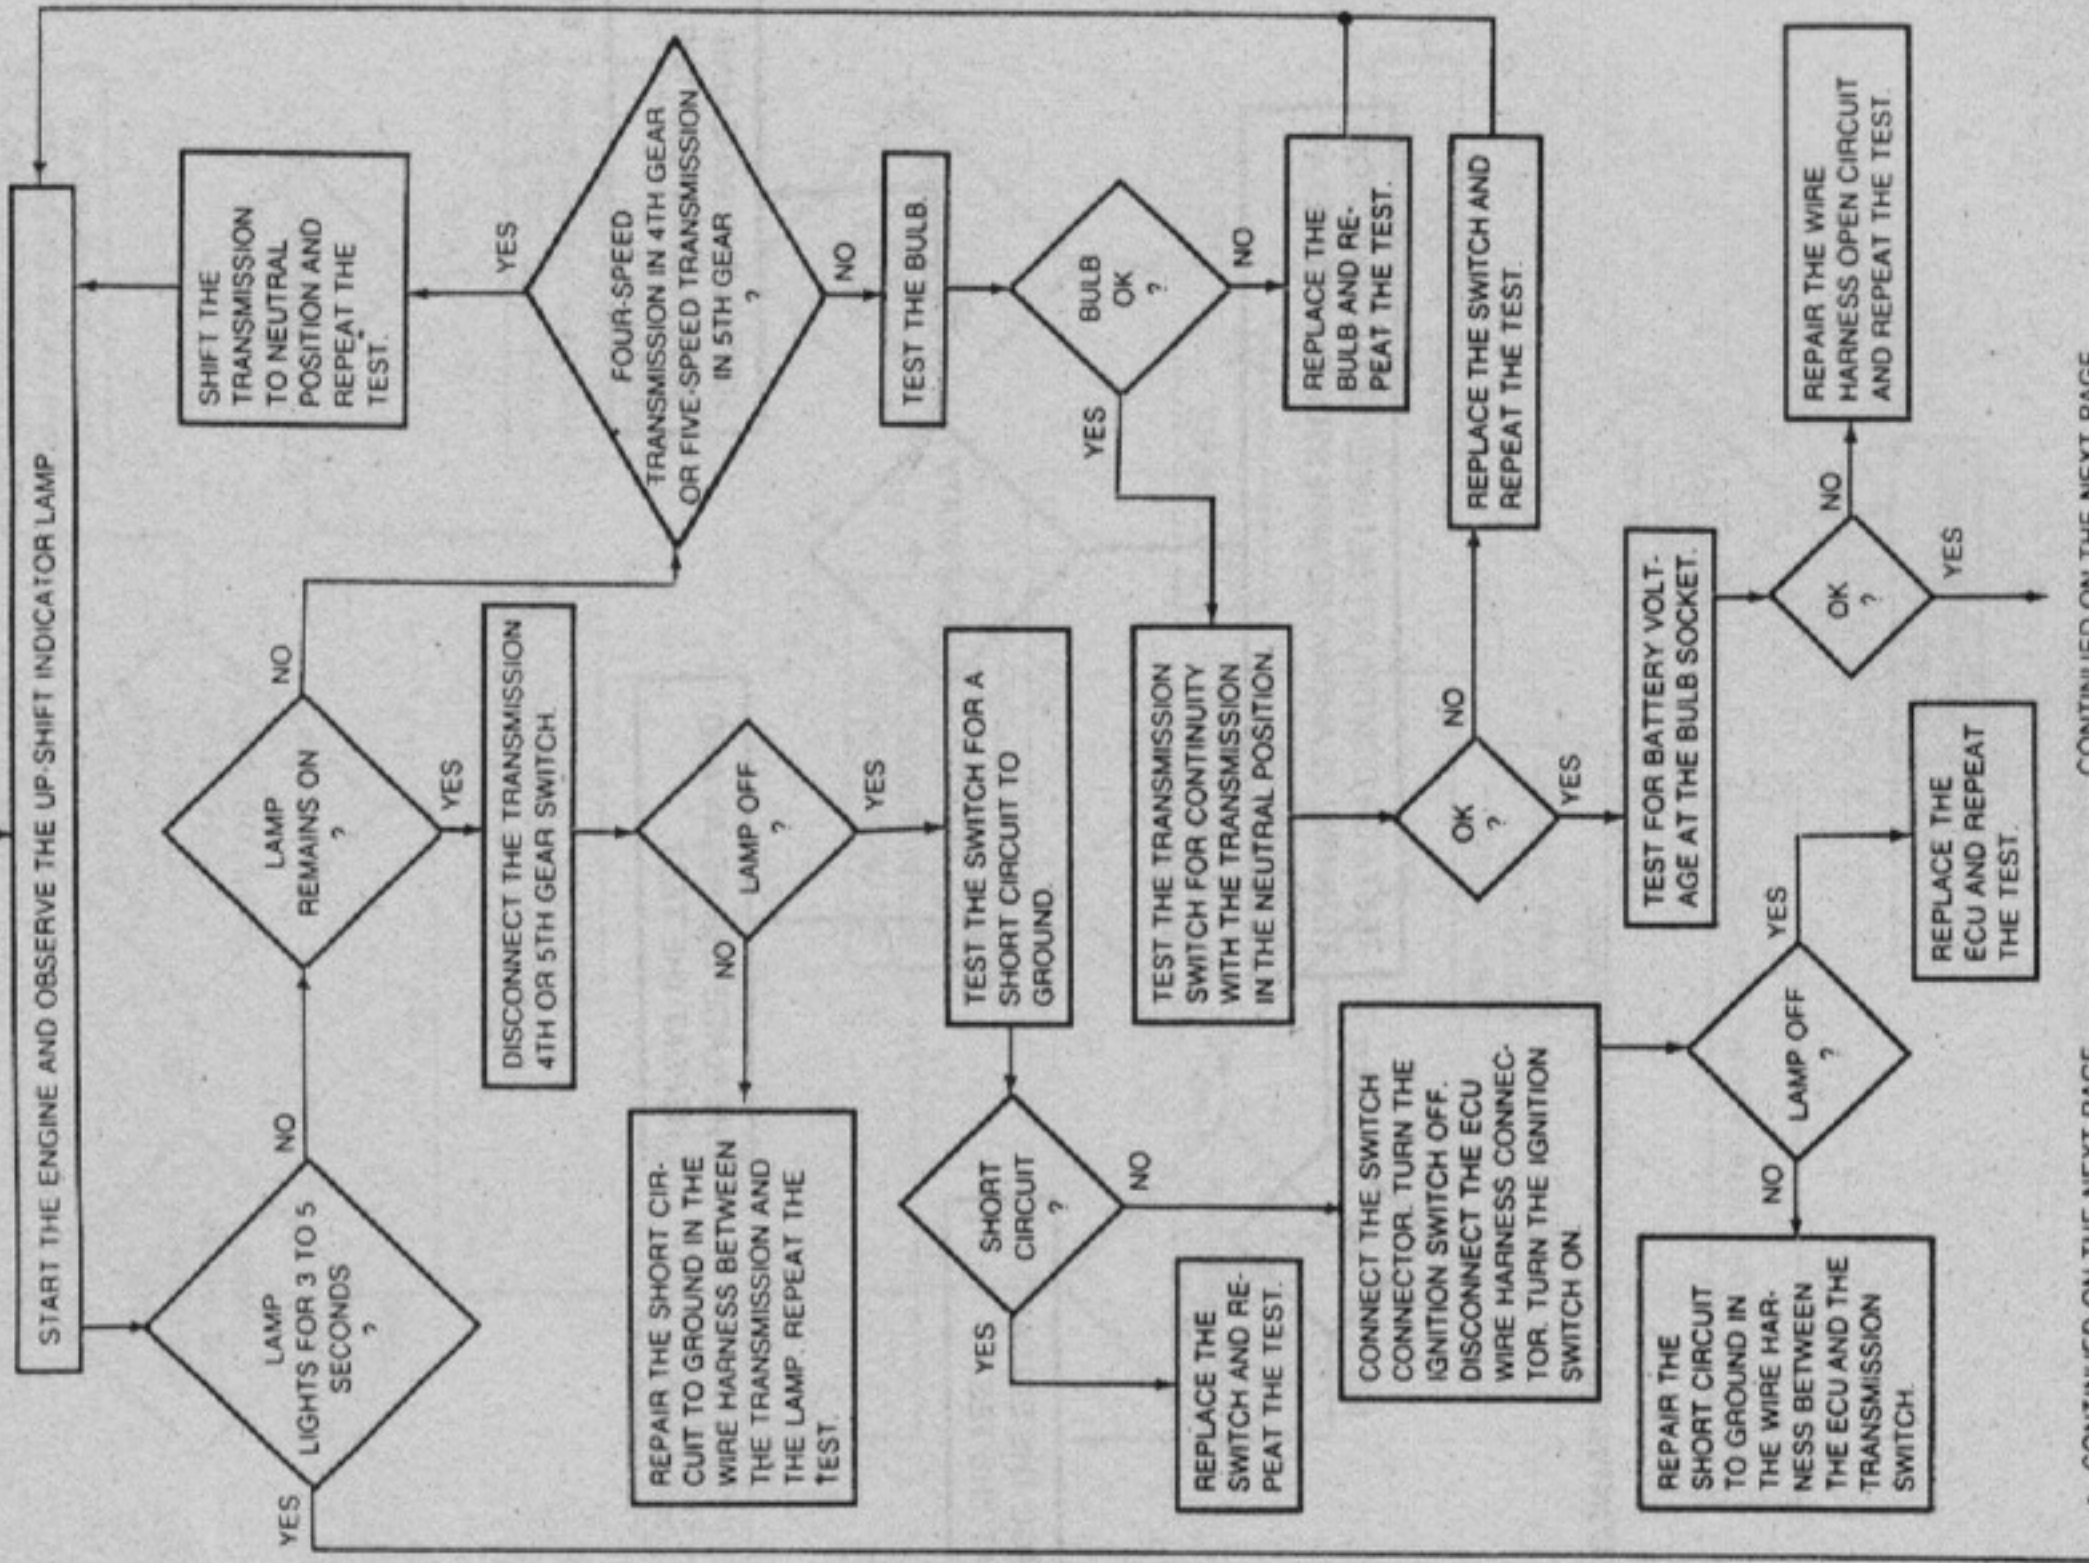 START THE ENGINE AND OBSERVE THE UP-SHIFT INDICATOR LAMP.
LAMP
LIGHTS FOR 3 TO 5
SECONDS
?
YES
NO
LAMP
REMAINS ON
?
NO
YES
SHIFT THE
TRANSMISSION
TO NEUTRAL
POSITION AND
REPEAT THE
TEST.
YES
FOUR-SPEED
TRANSMISSION IN 4TH GEAR
OR FIVE-SPEED TRANSMISSION
IN 5TH GEAR
?
NO
DISCONNECT THE TRANSMISSION
4TH OR 5TH GEAR SWITCH.
LAMP OFF
?
NO
YES
REPAIR THE SHORT CIR-
CUIT TO GROUND IN THE
WIRE HARNESS BETWEEN
THE TRANSMISSION AND
THE LAMP. REPEAT THE
TEST.
TEST THE BULB.
BULB
OK
?
YES
NO
TEST THE SWITCH FOR A
SHORT CIRCUIT TO
GROUND.
SHORT
CIRCUIT
?
YES
NO
REPLACE THE
SWITCH AND RE-
PEAT THE TEST.
TEST THE TRANSMISSION
SWITCH FOR CONTINUITY
WITH THE TRANSMISSION
IN THE NEUTRAL POSITION.
REPLACE THE
BULB AND RE-
PEAT THE TEST.
OK
?
NO
YES
REPLACE THE SWITCH AND
REPEAT THE TEST.
CONNECT THE SWITCH
CONNECTOR. TURN THE
IGNITION SWITCH OFF.
DISCONNECT THE ECU
WIRE HARNESS CONNEC-
TOR. TURN THE IGNITION
SWITCH ON.
TEST FOR BATTERY VOLT-
AGE AT THE BULB SOCKET.
LAMP OFF
?
NO
YES
REPAIR THE
SHORT CIRCUIT
TO GROUND IN
THE WIRE HAR-
NESS BETWEEN
THE ECU AND THE
TRANSMISSION
SWITCH.
REPLACE THE
ECU AND REPEAT
THE TEST.
OK
?
NO
YES
REPAIR THE WIRE
HARNESS OPEN CIRCUIT
AND REPEAT THE TEST.
CONTINUED ON THE NEXT PAGE
CONTINUED ON THE NEXT PAGE